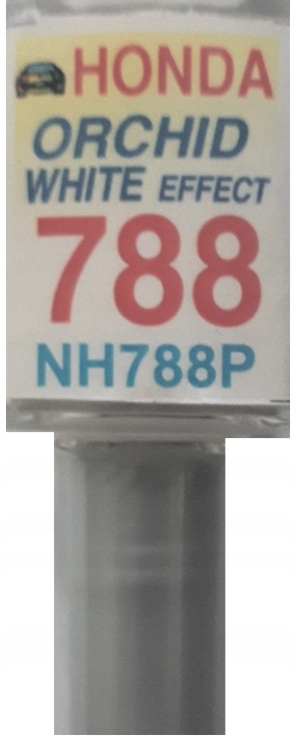 HONDA
ORCHID
WHITE EFFECT
788
NH788P